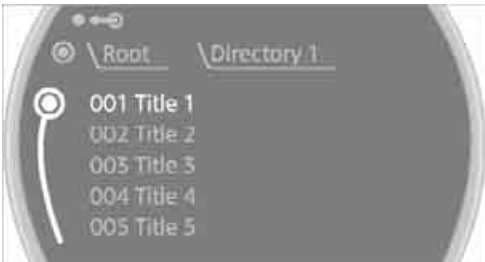 \Root \Directory 1
001 Title 1
002 Title 2
003 Title 3
004 Title 4
005 Title 5